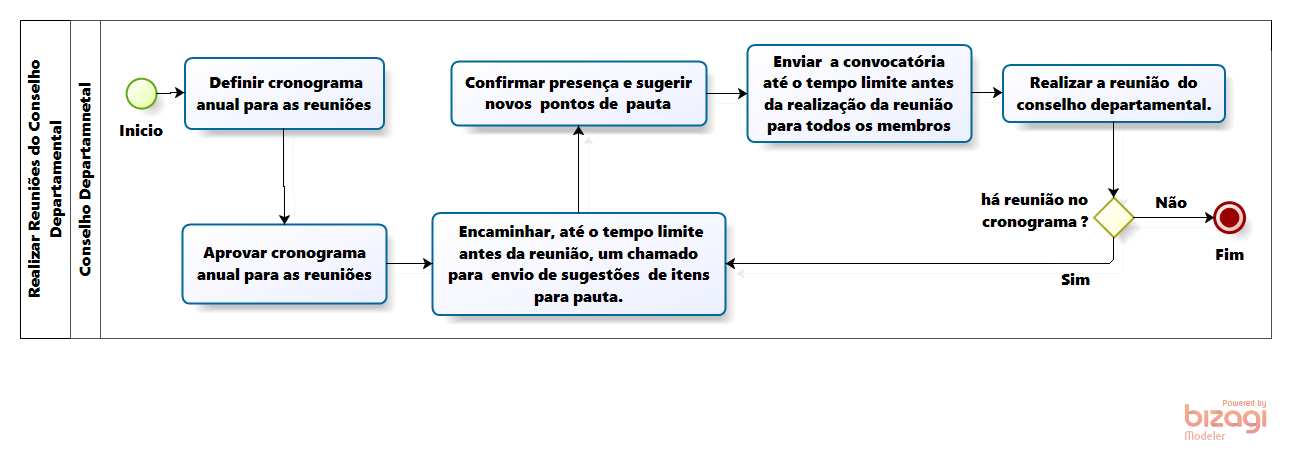 Realizar Reuniões do Conselho
Departamental
Conselho Departamnetal
Inicio
Definir cronograma
anual para as reuniões
Aprovar cronograma
anual para as reuniões
Encaminhar, até o tempo limite
antes da reunião, um chamado
para envio de sugestões de itens
para pauta.
Confirmar presença e sugerir
novos pontos de pauta
Enviar a convocatória
até o tempo limite antes
da realização da reunião
para todos os membros
Realizar a reunião do
conselho departamental.
há reunião no
cronograma ?
Não
Fim
Sim
Powered by
bizagi
Modeler